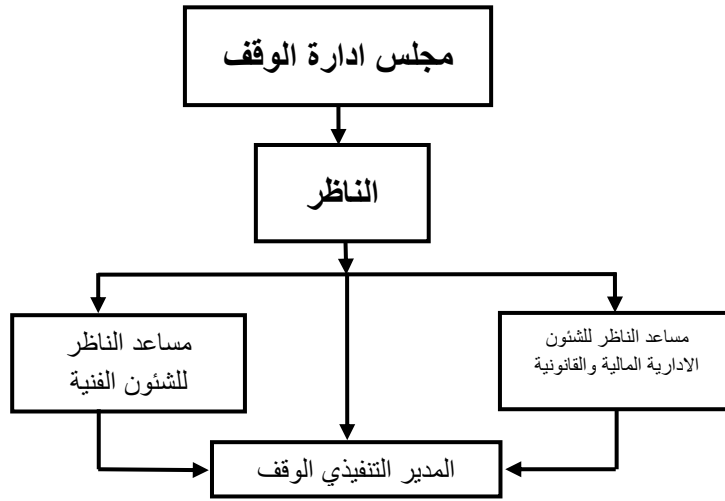 مجلس ادارة الوقف
الناظر
مساعد الناظر للشئون
الادارية المالية والقانونية
مساعد الناظر
للشئون الفنية
المدير التنفيذي الوقف